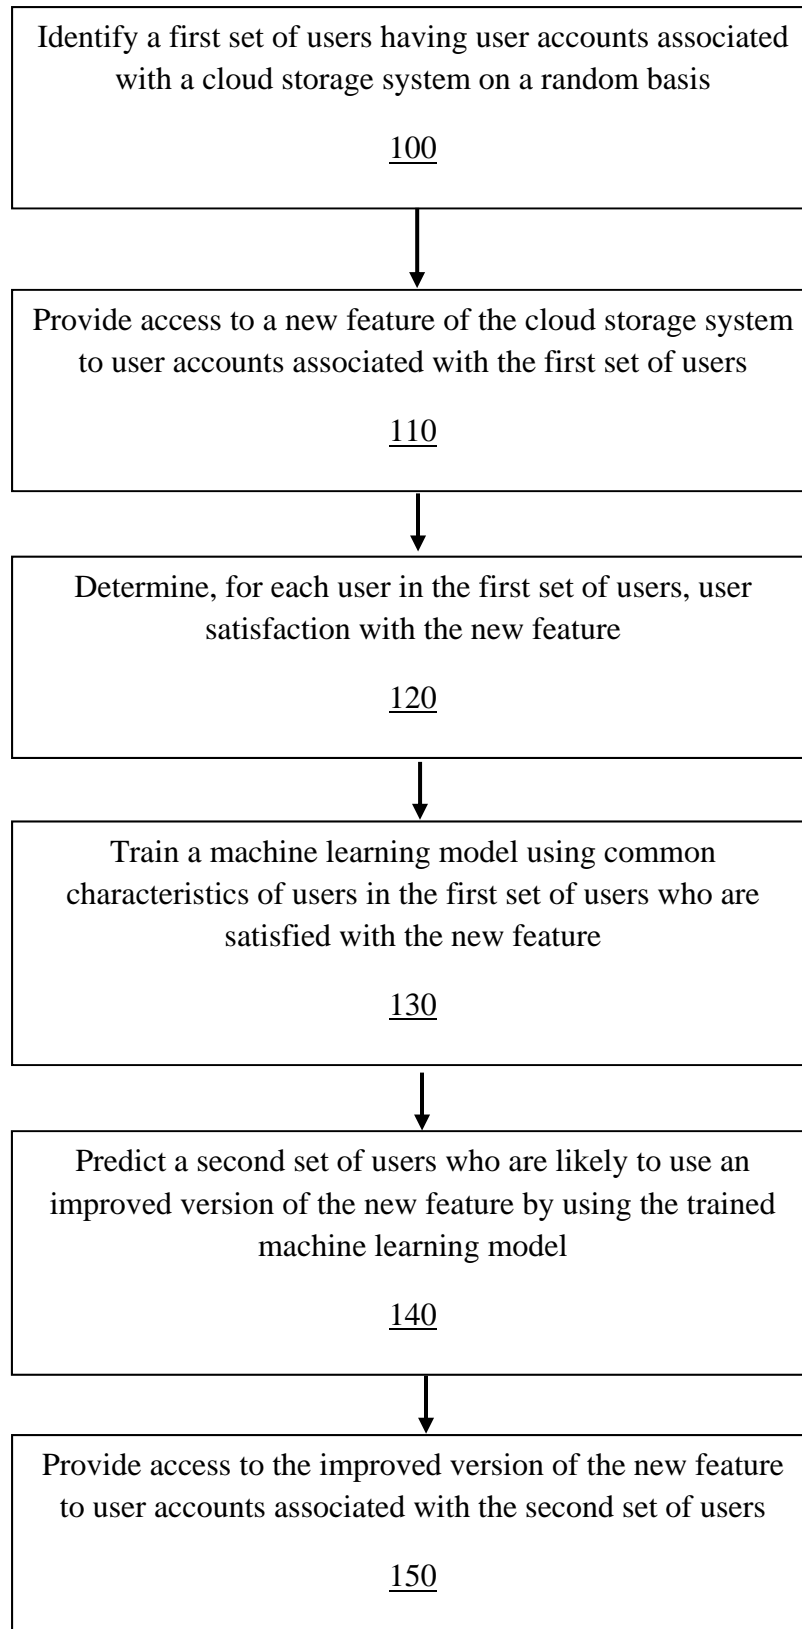 Identify a first set of users having user accounts associated
with a cloud storage system on a random basis
100
Provide access to a new feature of the cloud storage system
to user accounts associated with the first set of users
110
Determine, for each user in the first set of users, user
satisfaction with the new feature
120
Train a machine learning model using common
characteristics of users in the first set of users who are
satisfied with the new feature
130
Predict a second set of users who are likely to use an
improved version of the new feature by using the trained
machine learning model
140
Provide access to the improved version of the new feature
to user accounts associated with the second set of users
150